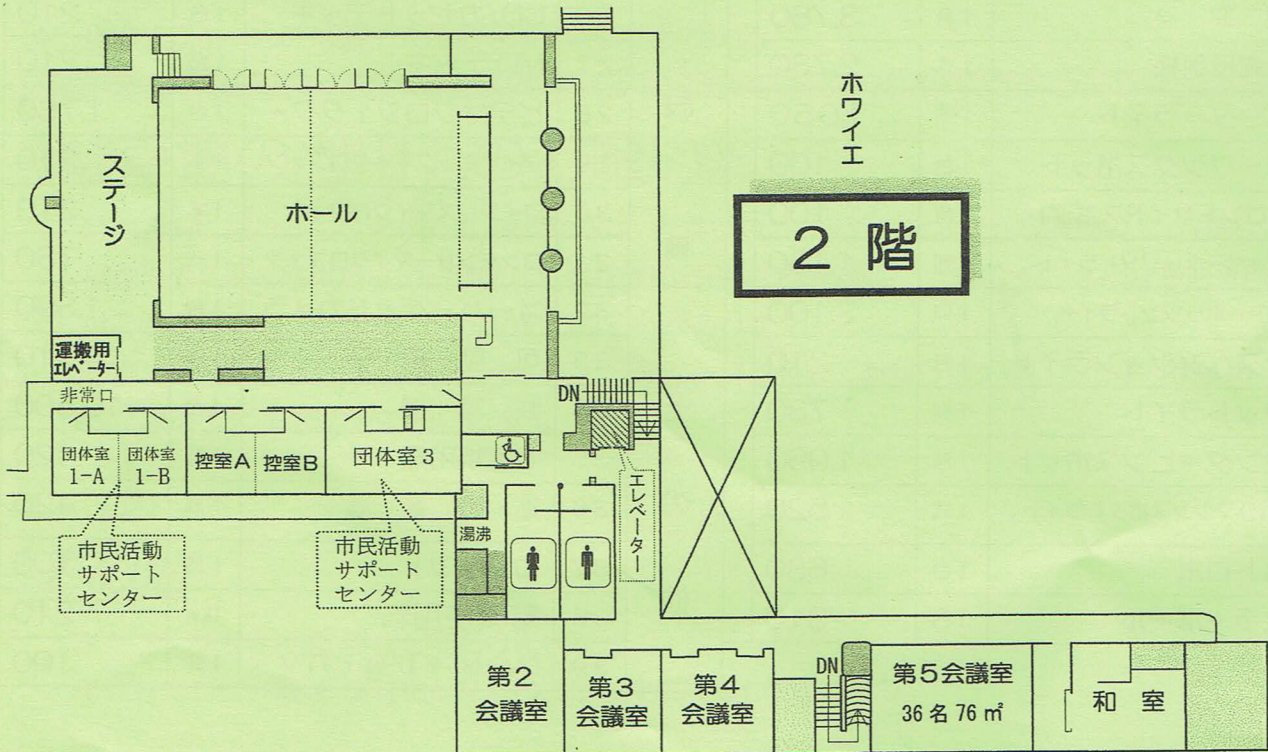 ホワイエ
2 階
ステージ
ホール
運搬用
エレベーター
非常口
団体室
1-A
団体室
1-B
控室A
控室B
団体室3
DN
エレベーター
市民活動
サポート
センター
市民活動
サポート
センター
湯沸
第2
会議室
第3
会議室
第4
会議室
DN
第5会議室
36名 76㎡
和 室